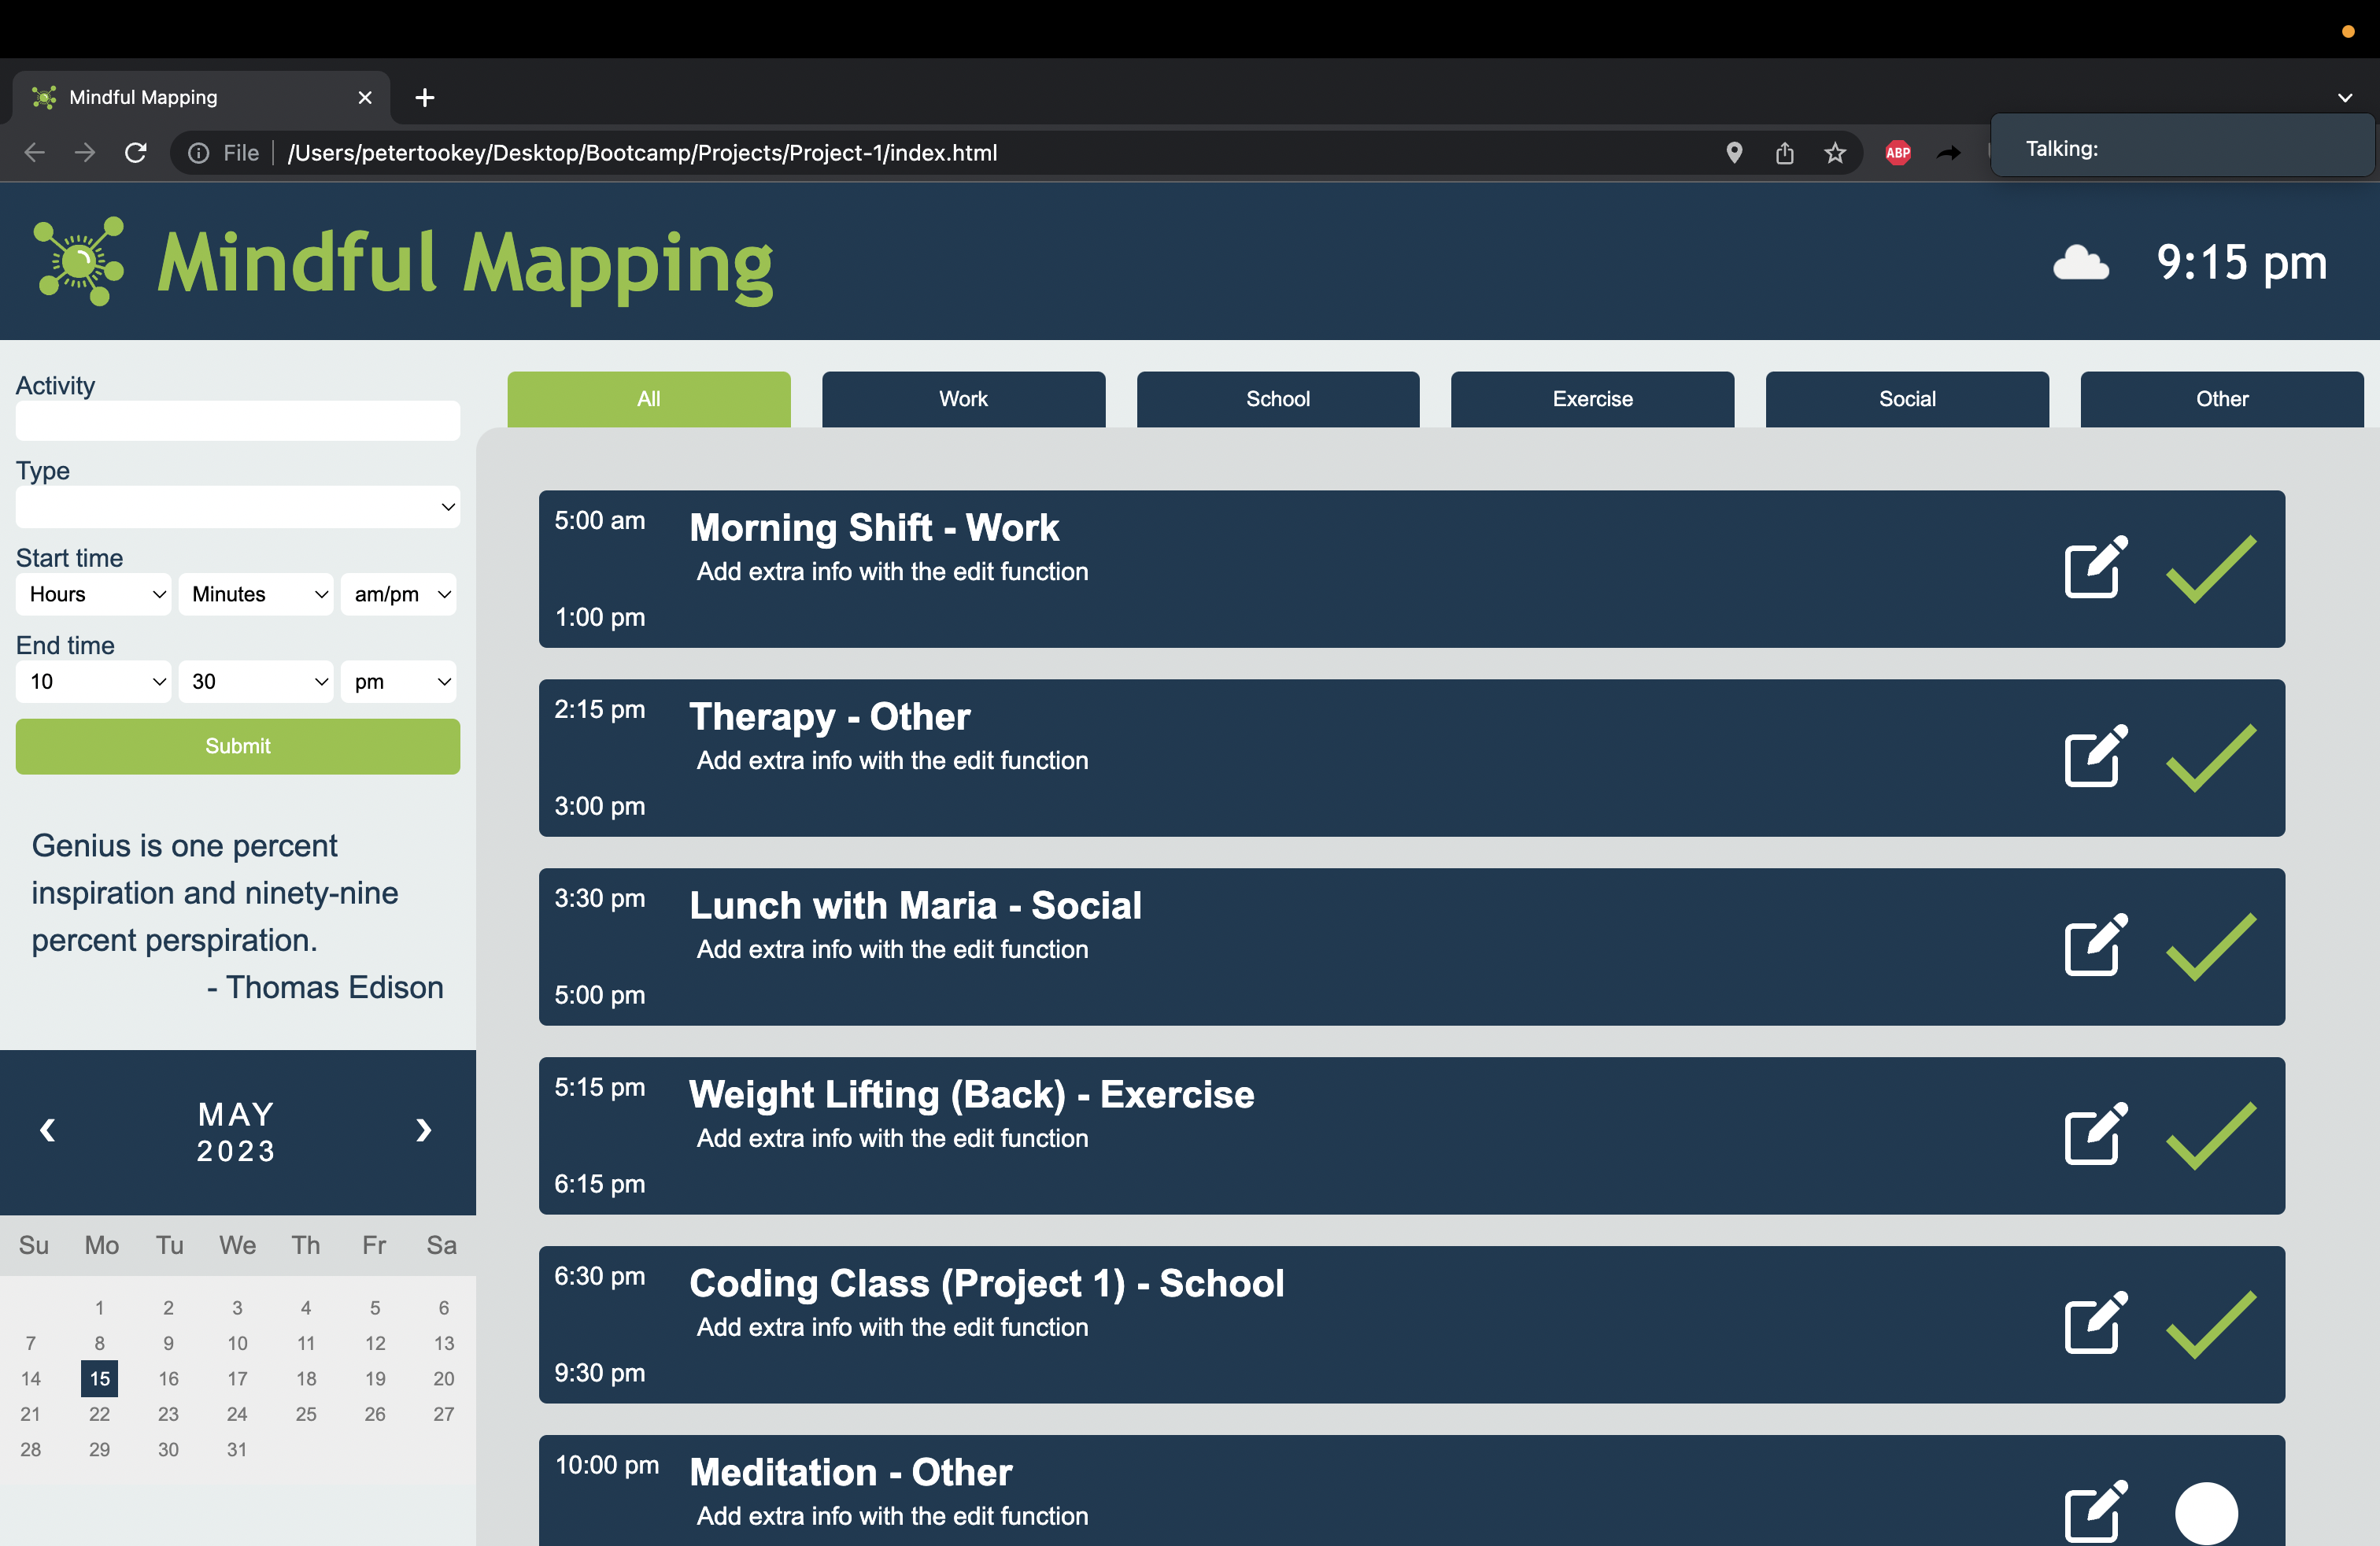 Mindful Mapping
File /Users/petertookey/Desktop/Bootcamp/Projects/Project-1/index.html
ABP
Talking:
Mindful Mapping
9:15 pm
Activity
Type
Start time
Hours Minutes am/pm
End time
10 30 pm
Submit
Genius is one percent
inspiration and ninety-nine
percent perspiration.
- Thomas Edison
MAY
2023
Su Mo Tu We Th Fr Sa
1 2 3 4 5 6
7 8 9 10 11 12 13
14 15 16 17 18 19 20
21 22 23 24 25 26 27
28 29 30 31
All Work School Exercise Social Other
5:00 am Morning Shift - Work
Add extra info with the edit function
1:00 pm
2:15 pm Therapy - Other
Add extra info with the edit function
3:00 pm
3:30 pm Lunch with Maria - Social
Add extra info with the edit function
5:00 pm
5:15 pm Weight Lifting (Back) - Exercise
Add extra info with the edit function
6:15 pm
6:30 pm Coding Class (Project 1) - School
Add extra info with the edit function
9:30 pm
10:00 pm Meditation - Other
Add extra info with the edit function